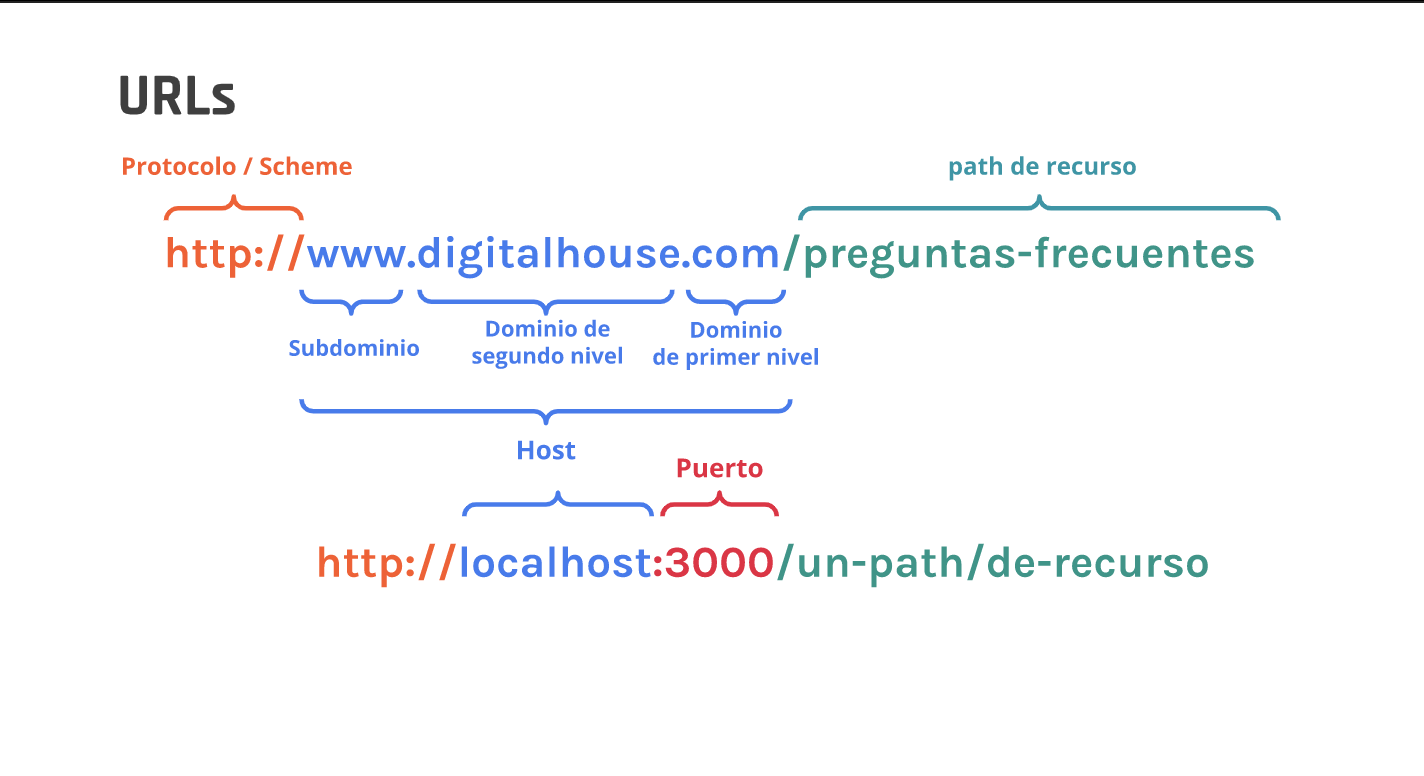 URLs
Protocolo / Scheme
path de recurso
http://www.digitalhouse.com/preguntas-frecuentes
Subdominio
Dominio de
segundo nivel
Dominio
de primer nivel
Host
Puerto
http://localhost:3000/un-path/de-recurso